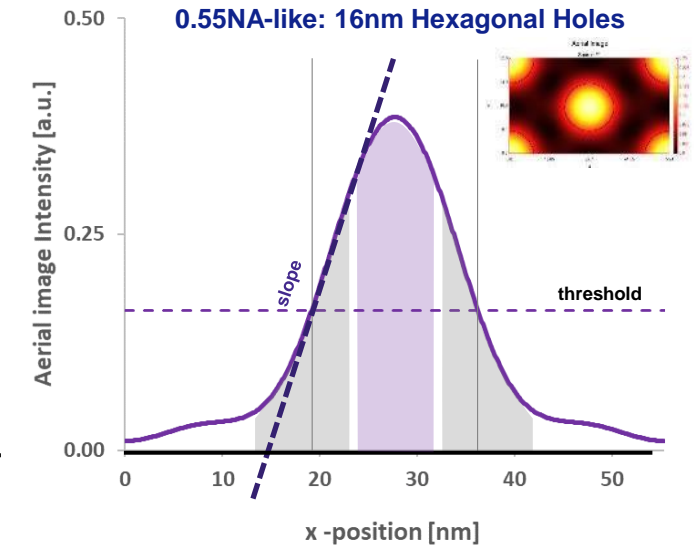 0.55NA-like: 16nm Hexagonal Holes
Aerial Image
0.50
0.25
0.00
Aerial image Intensity [a.u.]
slope
threshold
0
10
20
30
40
50
x -position [nm]